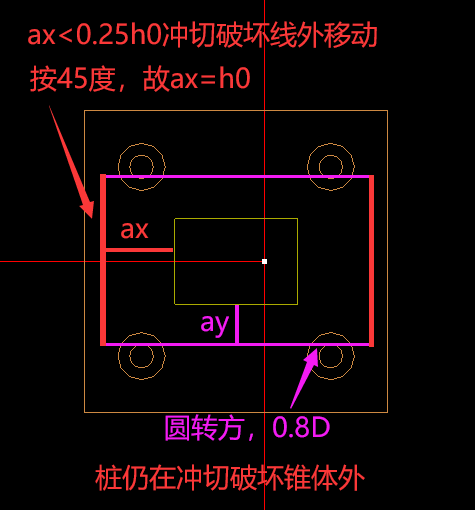 ax<0.25h0冲切破坏线外移动
按45度，故ax=h0
ax
ay
圆转方，0.8D
桩仍在冲切破坏锥体外